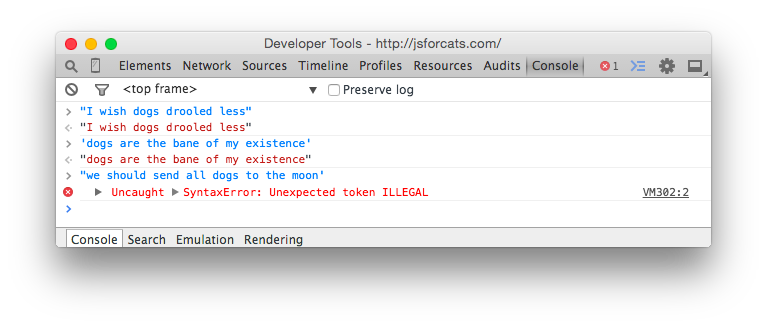 Developer Tools - http://jsforcats.com/
Elements Network Sources Timeline Profiles Resources Audits Console 1
<top frame> Preserve log
"I wish dogs drooled less"
"I wish dogs drooled less"
'dogs are the bane of my existence'
"dogs are the bane of my existence"
"we should send all dogs to the moon'
Uncaught SyntaxError: Unexpected token ILLEGAL VM302:2
Console Search Emulation Rendering